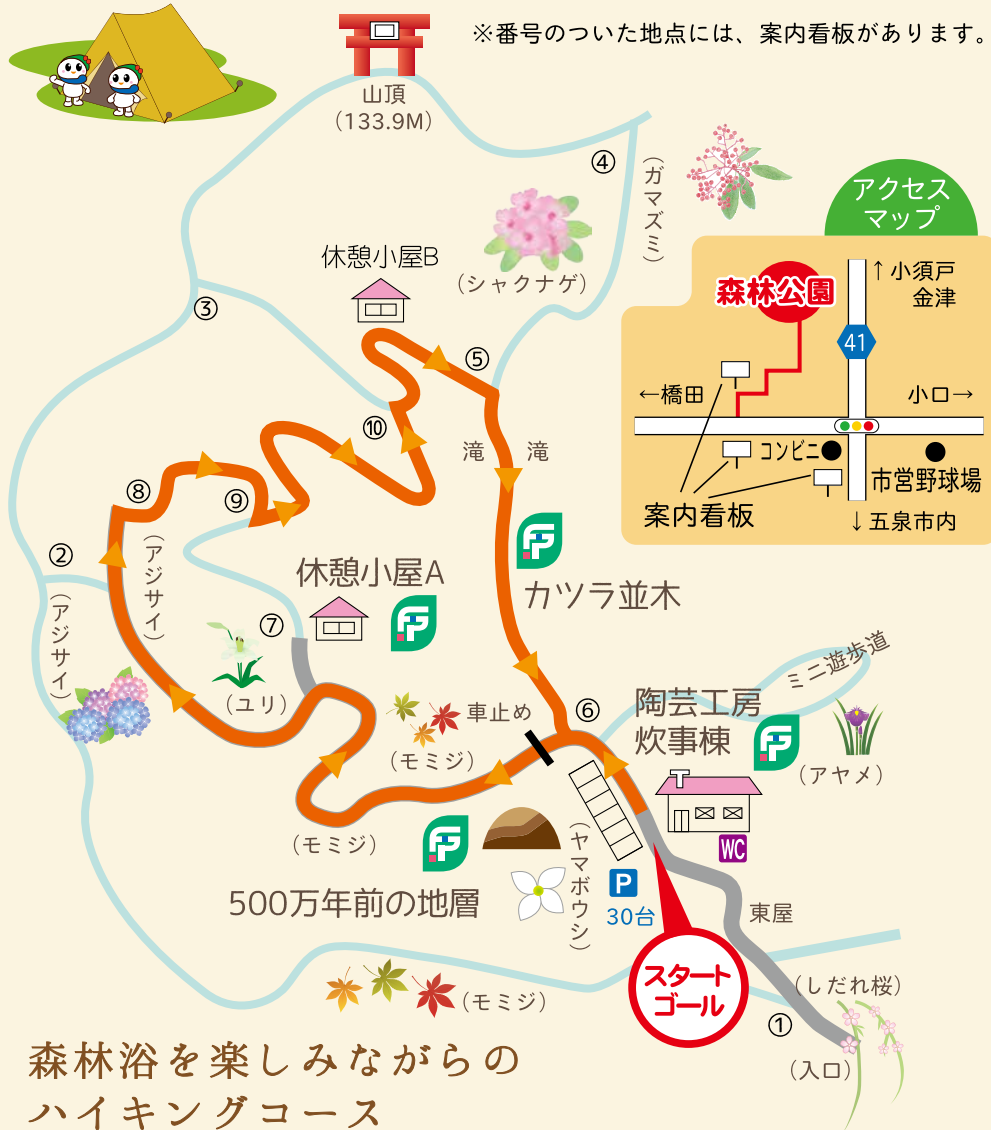 ※番号のついた地点には、案内看板があります。
山頂
(133.9M)
④
(ガマズミ)
アクセス
マップ
休憩小屋B
(シャクナゲ)
森林公園
↑小須戸
金津
③
⑤
41
←橋田
小口→
⑩
滝
滝
コンビニ
市営野球場
案内看板
↓五泉市内
⑧
⑨
②
(アジサイ)
(アジサイ)
休憩小屋A
カツラ並木
⑦
(ユリ)
ミニ遊歩道
車止め
⑥
陶芸工房
炊事棟
(モミジ)
(アヤメ)
(モミジ)
WC
(ヤマボウシ)
P
30台
500万年前の地層
東屋
スタート
ゴール
(しだれ桜)
(モミジ)
①
(入口)
森林浴を楽しみながらの
ハイキングコース